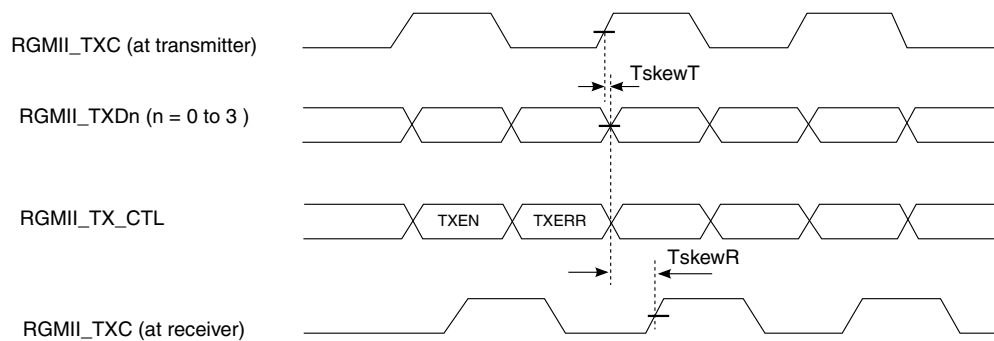 RGMII_TXC (at transmitter)
TskewT
RGMII_TXDn (n = 0 to 3 )
RGMII_TX_CTL
TXEN
TXERR
TskewR
RGMII_TXC (at receiver)